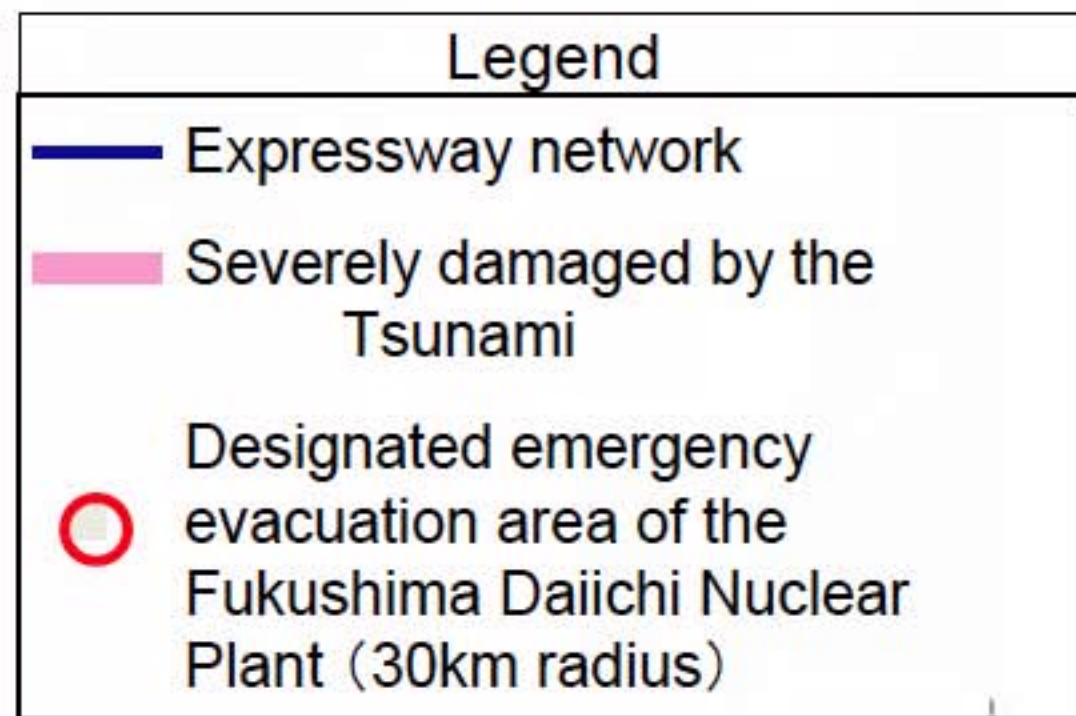 Legend
Expressway network
Severely damaged by the
Tsunami
Designated emergency
evacuation area of the
Fukushima Daiichi Nuclear
Plant（30km radius）